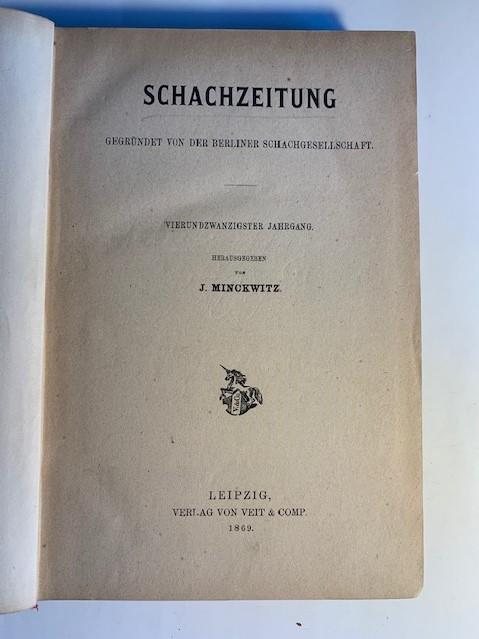 SCHACHZEITUNG
GEGRÜNDET VON DER BERLINER SCHACHGESELLSCHAFT.
VIERUNDZWANZIGSTER JAHRGANG.
HERAUSGEGEBEN
VON
J. MINCKWITZ.
LEIPZIG,
VERLAG VON VEIT & COMP.
1869.